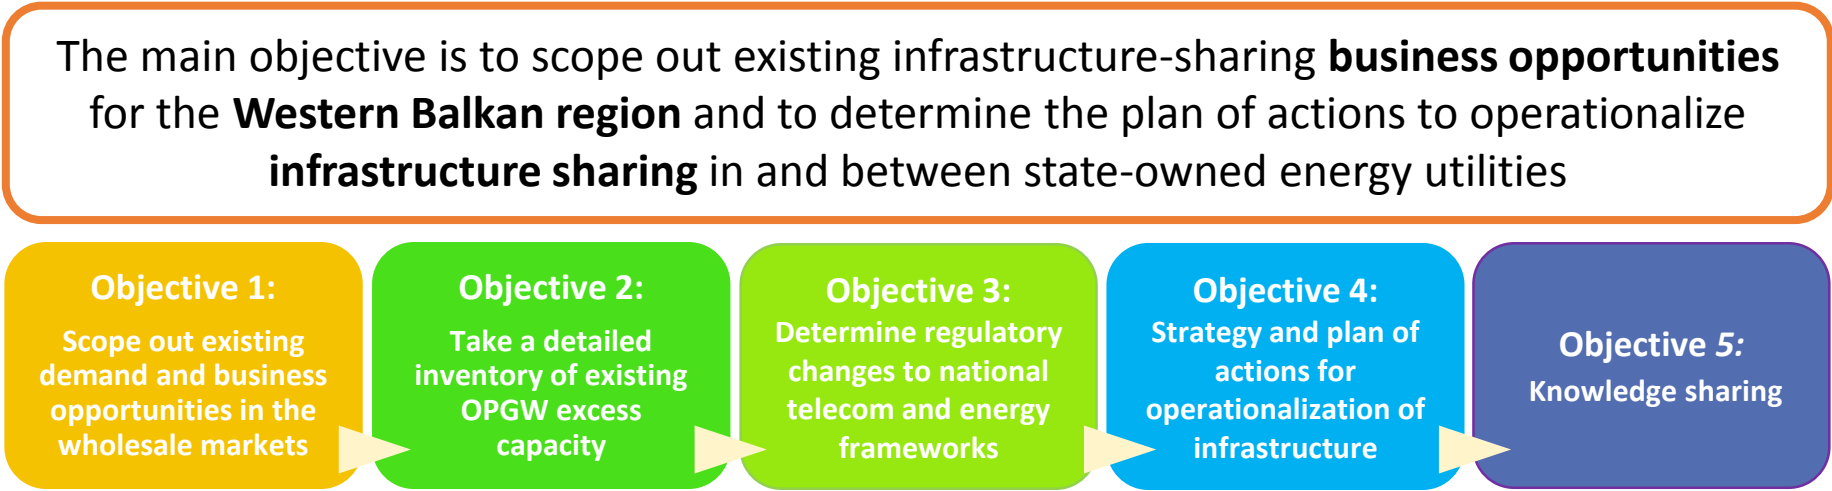 The main objective is to scope out existing infrastructure-sharing business opportunities
for the Western Balkan region and to determine the plan of actions to operationalize
infrastructure sharing in and between state-owned energy utilities
Objective 1:
Scope out existing
demand and business
opportunities in the
wholesale markets
Objective 2:
Take a detailed
inventory of existing
OPGW excess
capacity
Objective 3:
Determine regulatory
changes to national
telecom and energy
frameworks
Objective 4:
Strategy and plan of
actions for
operationalization of
infrastructure
Objective 5:
Knowledge sharing